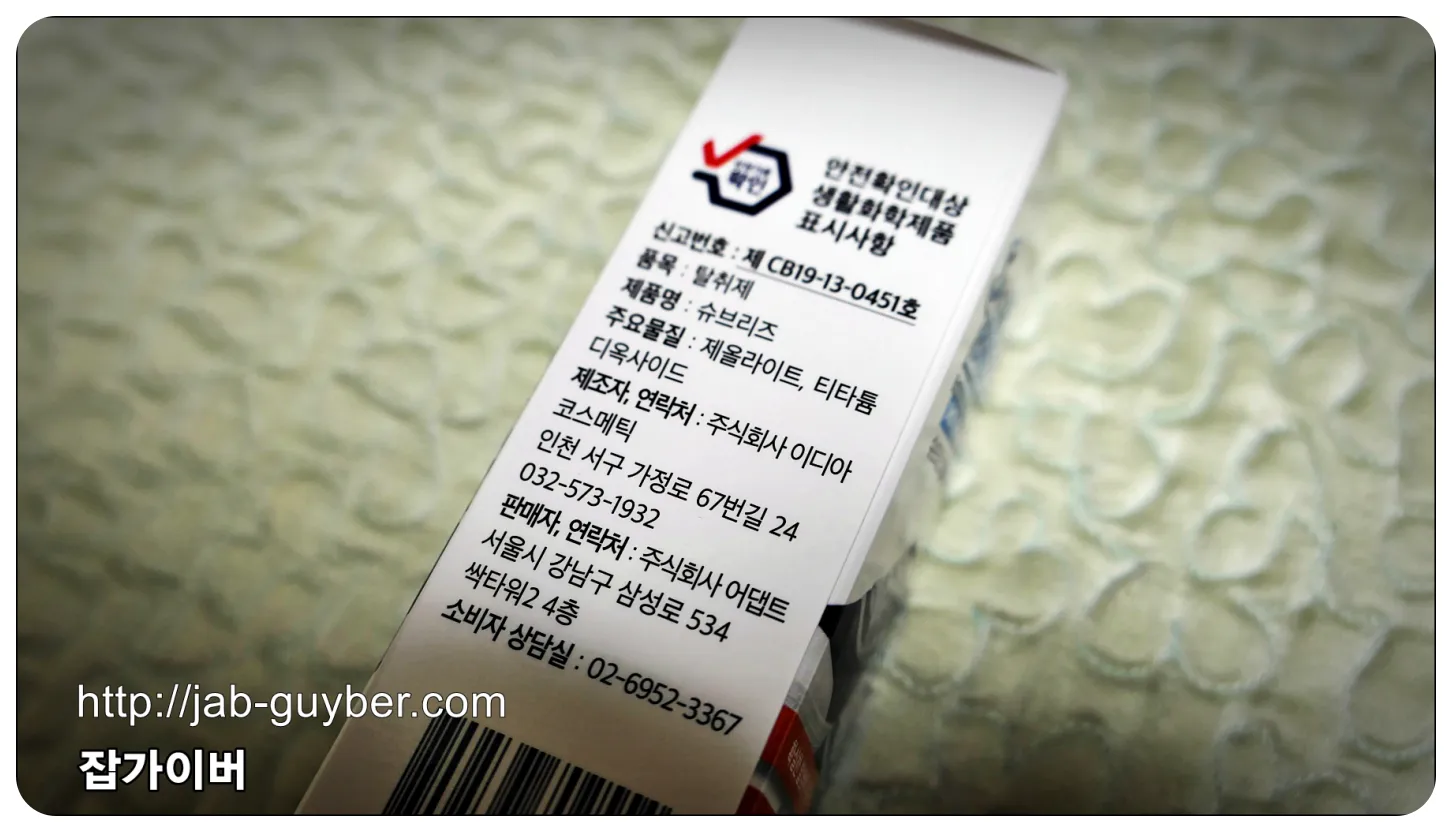 확인
안전확인대상
생활화학제품
표시사항
신고번호 : 제 CB19-13-0451호
품목 : 탈취제
제품명 : 슈브리즈
주요물질 : 제올라이트, 티타튬
디옥사이드
제조자, 연락처 : 주식회사 이디아
코스메틱
인천 서구 가정로 67번길 24
032-573-1932
판매자, 연락처 : 주식회사 어댑트
서울시 강남구 삼성로 534
싹타워2 4층
소비자 상담실 : 02-6952-3367
http://jab-guyber.com
잡가이버